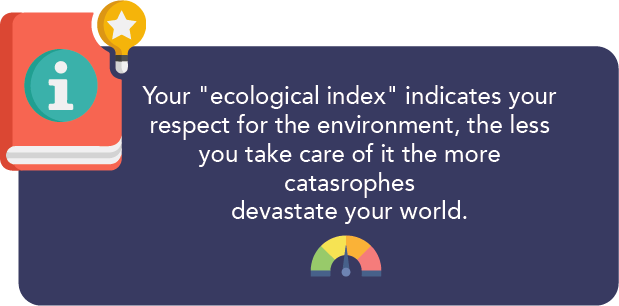 Your "ecological index" indicates your
respect for the environment, the less
you take care of it the more
catasrophes
devastate your world.